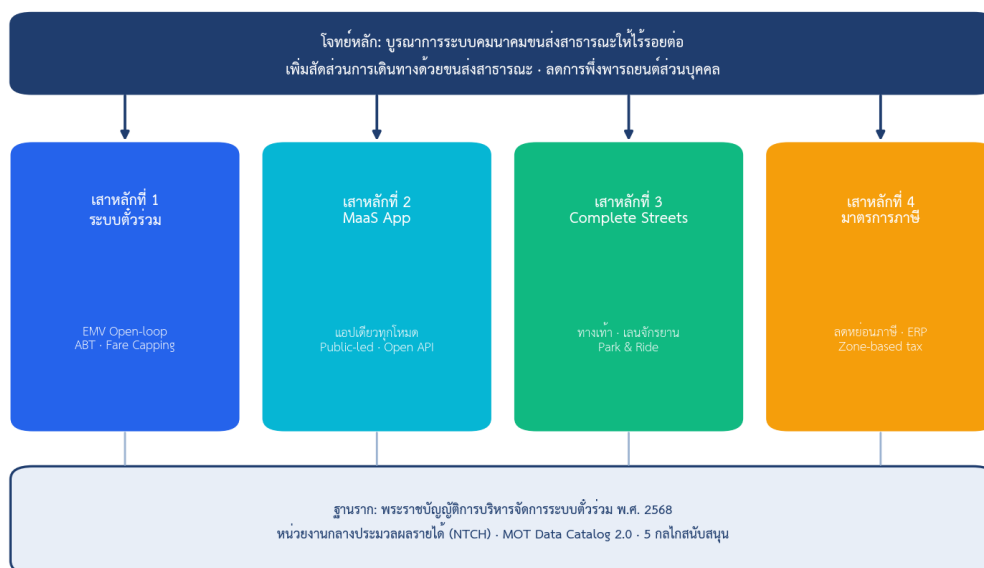 โจทย์หลัก: บูรณาการระบบคมนาคมขนส่งสาธารณะให้ไร้รอยต่อ
เพิ่มสัดส่วนการเดินทางด้วยขนส่งสาธารณะ · ลดการพึ่งพารถยนต์ส่วนบุคคล
เสาหลักที่ 1
ระบบตั๋วร่วม
EMV Open-loop
ABT · Fare Capping
เสาหลักที่ 2
MaaS App
แอปเดียวทุกโหมด
Public-led · Open API
เสาหลักที่ 3
Complete Streets
ทางเท้า · เลนจักรยาน
Park & Ride
เสาหลักที่ 4
มาตรการภาษี
ลดหย่อนภาษี · ERP
Zone-based tax
ฐานราก: พระราชบัญญัติการบริหารจัดการระบบตั๋วร่วม พ.ศ. 2568
หน่วยงานกลางประมวลผลรายได้ (NTCH) · MOT Data Catalog 2.0 · 5 กลไกสนับสนุน